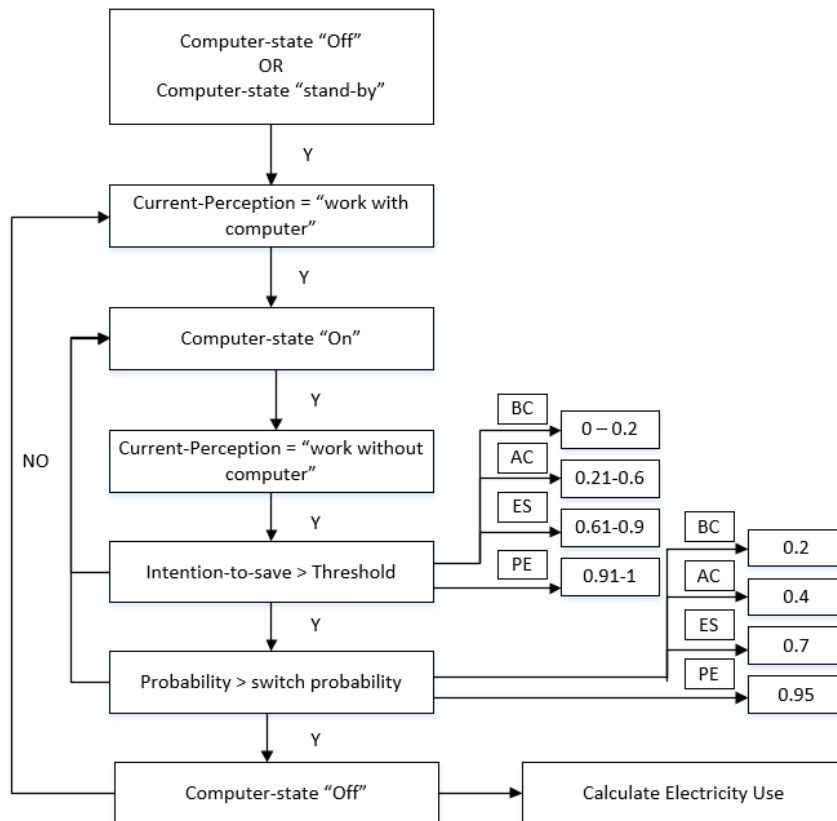 Computer-state “Off”
OR
Computer-state “stand-by”
Y
Current-Perception = “work with
computer”
Y
Computer-state “On”
Y
BC
0 – 0.2
Current-Perception = “work without
computer”
NO
AC
0.21-0.6
Y
ES
0.61-0.9
BC
0.2
Intention-to-save > Threshold
PE
0.91-1
AC
0.4
Y
ES
0.7
Probability > switch probability
PE
0.95
Y
Computer-state “Off”
Calculate Electricity Use